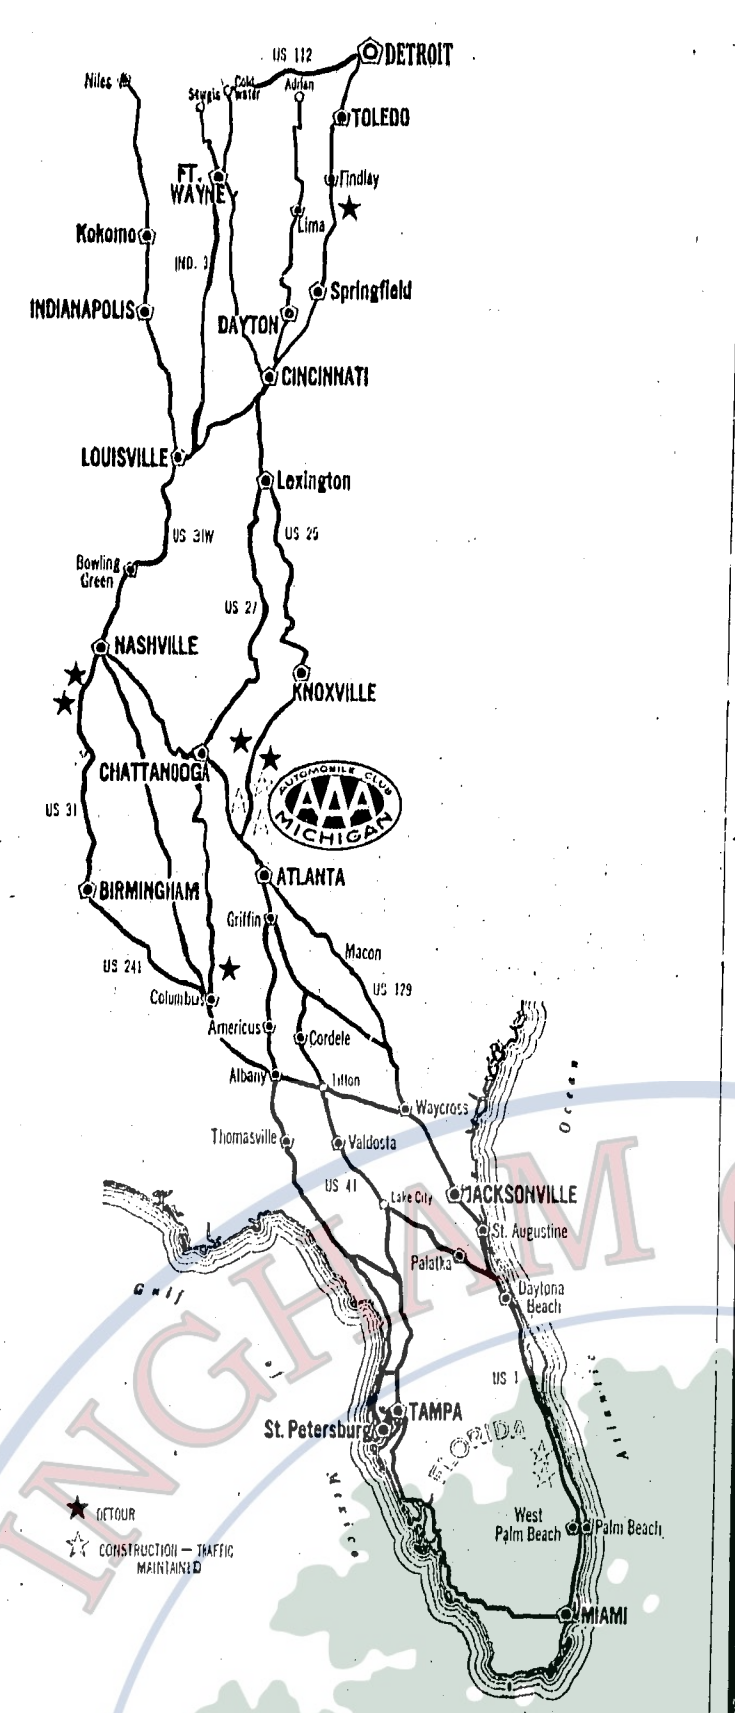 US 112
DETROIT
Niles
Sturgis
Cold
water
Adrian
TOLEDO
FT.
WAYNE
Findlay
Lima
Kokomo
IND. 3
Springfield
INDIANAPOLIS
DAYTON
CINCINNATI
LOUISVILLE
Lexington
US 31W
US 25
Bowling
Green
US 27
NASHVILLE
KNOXVILLE
CHATTANOOGA
AUTOMOBILE CLUB
AAA
MICHIGAN
US 31
ATLANTA
BIRMINGHAM
Griffin
Macon
US 241
Columbus
US 129
Americus
Cordele
Albany
Tifton
Waycross
Ocean
Thomasville
Valdosta
US 41
Lake City
JACKSONVILLE
St. Augustine
Palatka
Gulf
Daytona
Beach
of
US 1
Atlantic
TAMPA
St. Petersburg
FLORIDA
Mexico
DETOUR
West
Palm Beach
Palm Beach
CONSTRUCTION — TRAFFIC
MAINTAINED
MIAMI
INGHAM